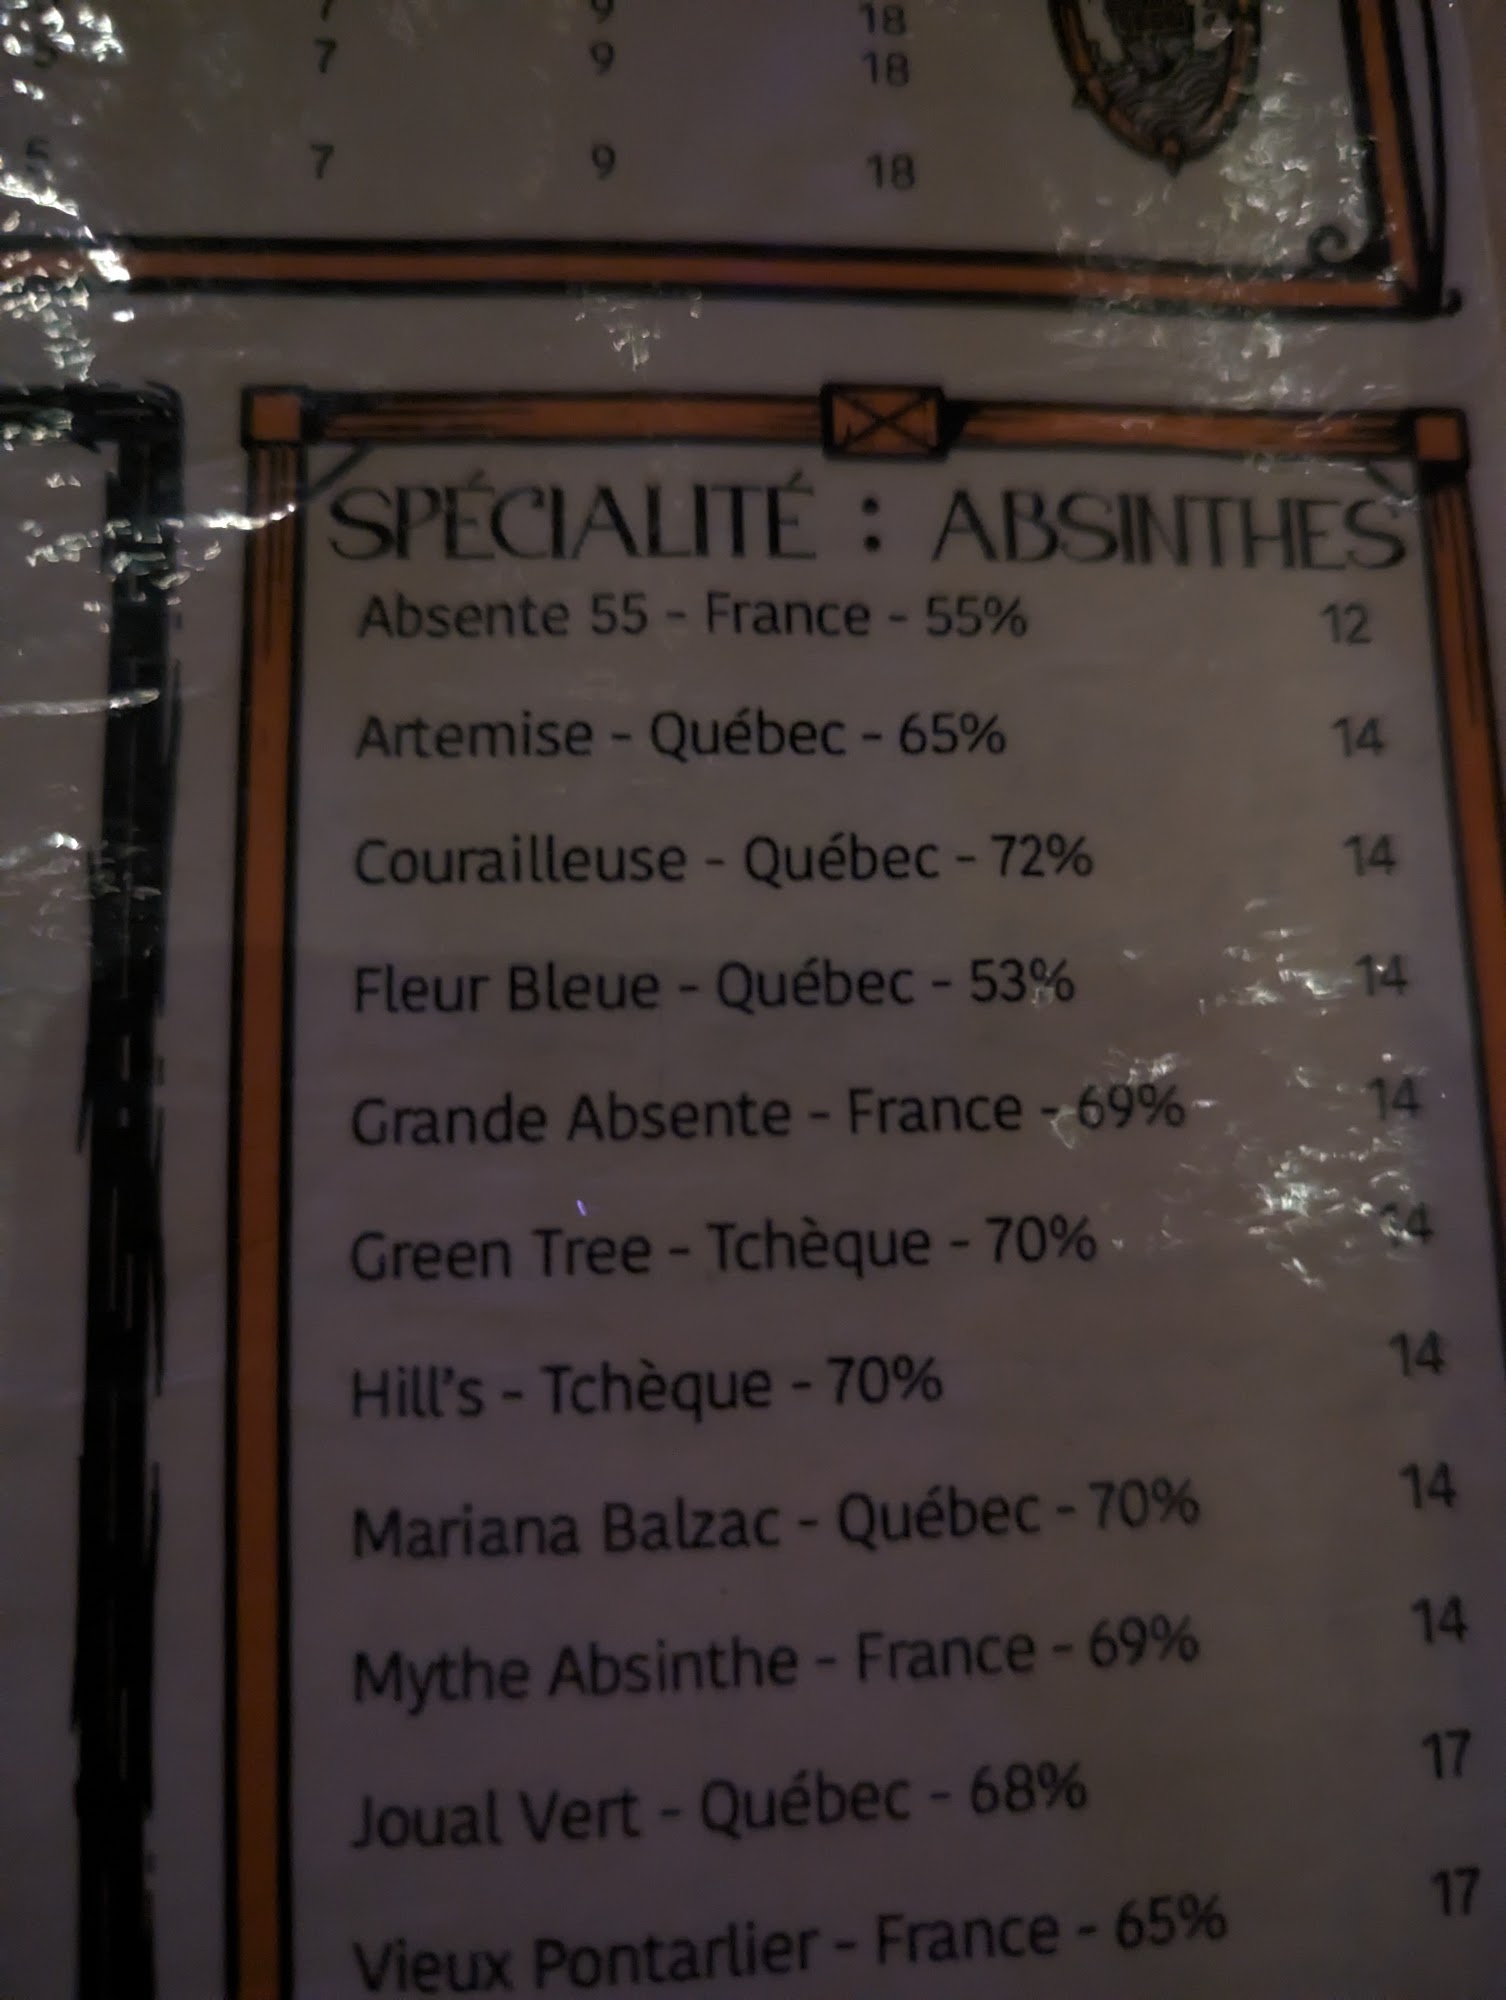 7 9 18
7 9 18
5 7 9 18
SPÉCIALITÉ : ABSINTHES
Absente 55 - France - 55% 12
Artemise - Québec - 65% 14
Courailleuse - Québec - 72% 14
Fleur Bleue - Québec - 53% 14
Grande Absente - France - 69% 14
Green Tree - Tchèque - 70% 14
Hill's - Tchèque - 70% 14
Mariana Balzac - Québec - 70% 14
Mythe Absinthe - France - 69% 14
Joual Vert - Québec - 68% 17
Vieux Pontarlier - France - 65% 17